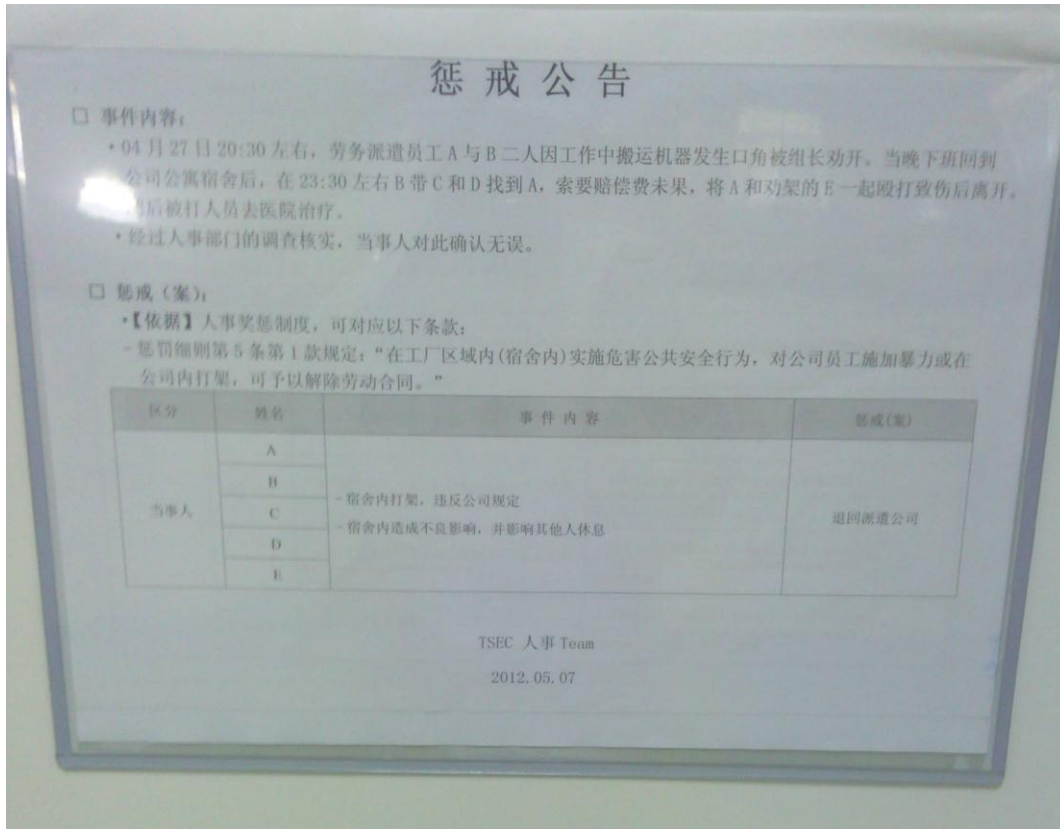 惩戒公告
□ 事件内容:
·04月27日20:30左右,劳务派遣员工A与B二人因工作中搬运机器发生口角被组长劝开。当晚下班回到
公司公寓宿舍后,在23:30左右B带C和D找到A,索要赔偿费未果,将A和劝架的E一起殴打致伤后离开。
后被打人员去医院治疗。
·经过人事部门的调查核实,当事人对此确认无误。
□ 惩戒(案):
·【依据】人事奖惩制度,可对应以下条款:
-惩罚细则第5条第1款规定:“在工厂区域内(宿舍内)实施危害公共安全行为,对公司员工施加暴力或在
公司内打架,可予以解除劳动合同。”
区分 姓名 事件内容 惩戒(案)
A
B
当事人 C
-宿舍内打架,违反公司规定
-宿舍内造成不良影响,并影响其他人休息
退回派遣公司
D
E
TSEC 人事 Team
2012.05.07